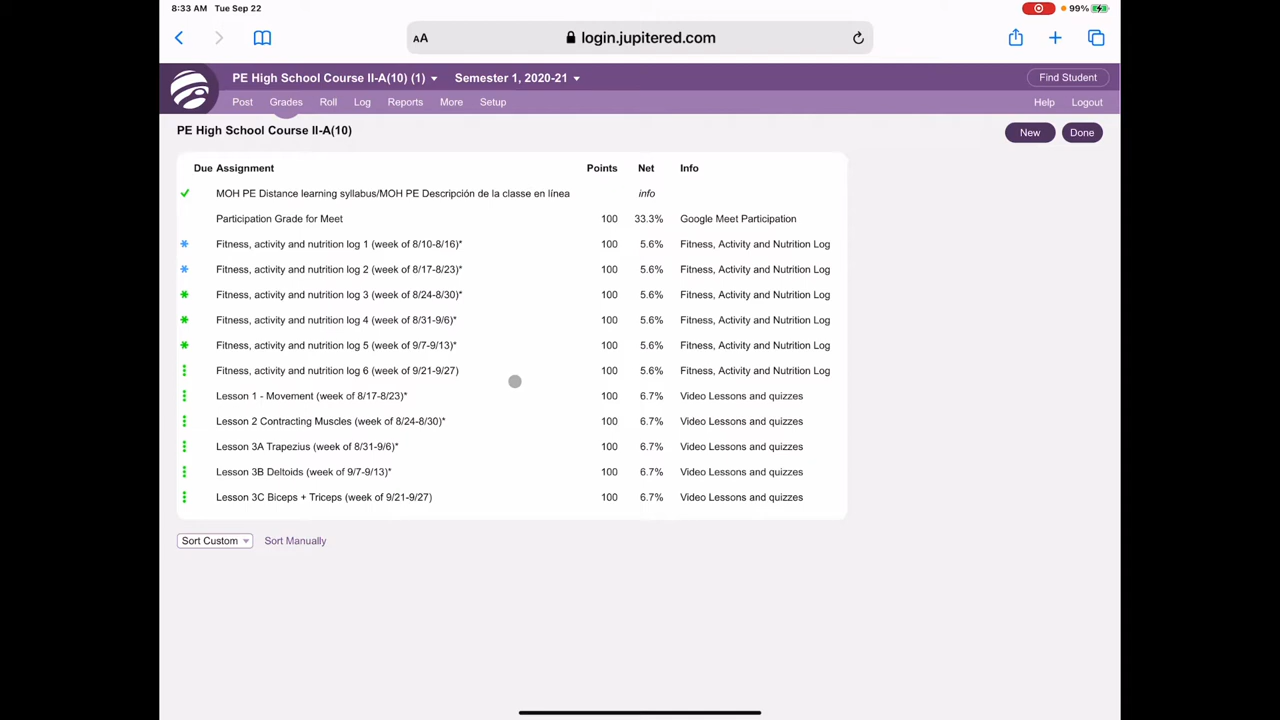 8:33 AM Tue Sep 22 99%
AA login.jupitered.com
PE High School Course II-A(10) (1) Semester 1, 2020-21 Find Student
Post Grades Roll Log Reports More Setup Help Logout
PE High School Course II-A(10) New Done
Due Assignment Points Net Info
MOH PE Distance learning syllabus/MOH PE Descripción de la classe en línea info
Participation Grade for Meet 100 33.3% Google Meet Participation
Fitness, activity and nutrition log 1 (week of 8/10-8/16)* 100 5.6% Fitness, Activity and Nutrition Log
Fitness, activity and nutrition log 2 (week of 8/17-8/23)* 100 5.6% Fitness, Activity and Nutrition Log
Fitness, activity and nutrition log 3 (week of 8/24-8/30)* 100 5.6% Fitness, Activity and Nutrition Log
Fitness, activity and nutrition log 4 (week of 8/31-9/6)* 100 5.6% Fitness, Activity and Nutrition Log
Fitness, activity and nutrition log 5 (week of 9/7-9/13)* 100 5.6% Fitness, Activity and Nutrition Log
Fitness, activity and nutrition log 6 (week of 9/21-9/27) 100 5.6% Fitness, Activity and Nutrition Log
Lesson 1 - Movement (week of 8/17-8/23)* 100 6.7% Video Lessons and quizzes
Lesson 2 Contracting Muscles (week of 8/24-8/30)* 100 6.7% Video Lessons and quizzes
Lesson 3A Trapezius (week of 8/31-9/6)* 100 6.7% Video Lessons and quizzes
Lesson 3B Deltoids (week of 9/7-9/13)* 100 6.7% Video Lessons and quizzes
Lesson 3C Biceps + Triceps (week of 9/21-9/27) 100 6.7% Video Lessons and quizzes
Sort Custom Sort Manually